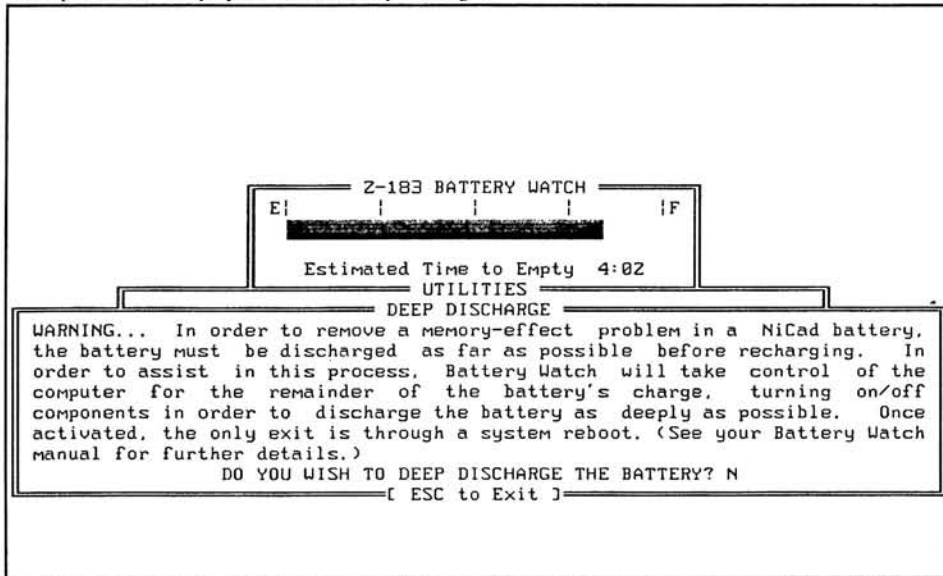 Z-183 BATTERY WATCH
E F
Estimated Time to Empty 4:02
UTILITIES
DEEP DISCHARGE
WARNING... In order to remove a memory-effect problem in a NiCad battery,
the battery must be discharged as far as possible before recharging. In
order to assist in this process, Battery Watch will take control of the
computer for the remainder of the battery's charge, turning on/off
components in order to discharge the battery as deeply as possible. Once
activated, the only exit is through a system reboot. (See your Battery Watch
manual for further details.)
DO YOU WISH TO DEEP DISCHARGE THE BATTERY? N
[ ESC to Exit ]